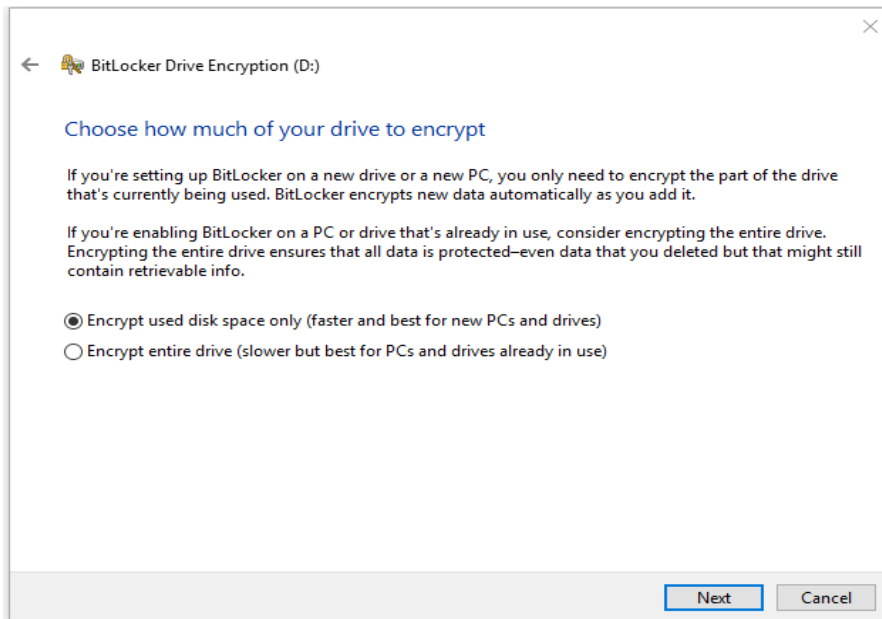 BitLocker Drive Encryption (D:)
Choose how much of your drive to encrypt
If you're setting up BitLocker on a new drive or a new PC, you only need to encrypt the part of the drive
that's currently being used. BitLocker encrypts new data automatically as you add it.
If you're enabling BitLocker on a PC or drive that's already in use, consider encrypting the entire drive.
Encrypting the entire drive ensures that all data is protected–even data that you deleted but that might still
contain retrievable info.
Encrypt used disk space only (faster and best for new PCs and drives)
Encrypt entire drive (slower but best for PCs and drives already in use)
Next
Cancel